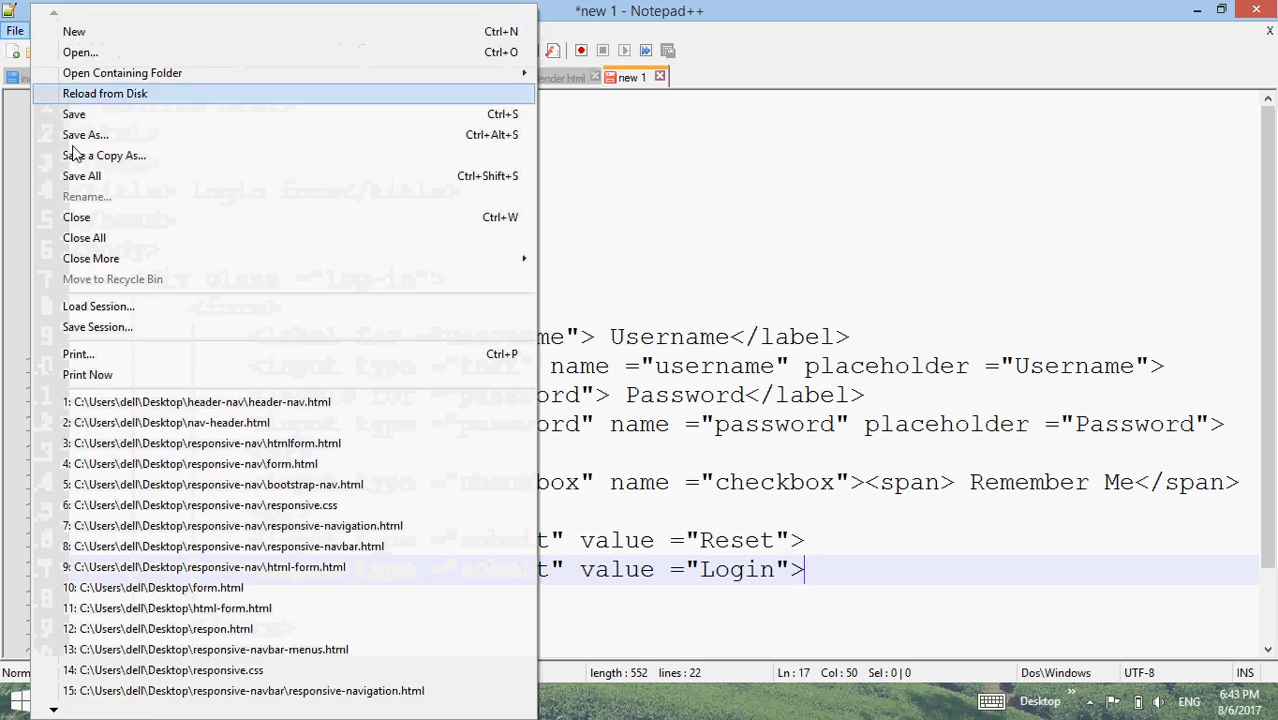 *new 1 - Notepad++
File
X
New Ctrl+N
Open... Ctrl+O
Open Containing Folder
ender.html new 1
Reload from Disk
Save Ctrl+S
Save As... Ctrl+Alt+S
Save a Copy As...
Save All Ctrl+Shift+S
Rename...
title> login form</title>
Close Ctrl+W
Close All
Close More
Move to Recycle Bin
class ="log-in">
Load Session...
Save Session...
me"> Username</label>
Print... Ctrl+P
name ="username" placeholder ="Username">
Print Now
word"> Password</label>
1: C:\Users\dell\Desktop\header-nav\header-nav.html
2: C:\Users\dell\Desktop\nav-header.html
word" name ="password" placeholder ="Password">
3: C:\Users\dell\Desktop\responsive-nav\htmlform.html
4: C:\Users\dell\Desktop\responsive-nav\form.html
5: C:\Users\dell\Desktop\responsive-nav\bootstrap-nav.html
box" name ="checkbox"><span> Remember Me</span>
6: C:\Users\dell\Desktop\responsive-nav\responsive.css
7: C:\Users\dell\Desktop\responsive-nav\responsive-navigation.html
8: C:\Users\dell\Desktop\responsive-nav\responsive-navbar.html
t" value ="Reset">
9: C:\Users\dell\Desktop\responsive-nav\html-form.html
t" value ="Login">
10: C:\Users\dell\Desktop\form.html
11: C:\Users\dell\Desktop\html-form.html
12: C:\Users\dell\Desktop\respon.html
13: C:\Users\dell\Desktop\responsive-navbar-menus.html
14: C:\Users\dell\Desktop\responsive.css
15: C:\Users\dell\Desktop\responsive-navbar\responsive-navigation.html
Norm length : 552 lines : 22 Ln : 17 Col : 50 Sel : 0 | 0 Dos\Windows UTF-8 INS
Desktop ENG 6:43 PM
8/6/2017